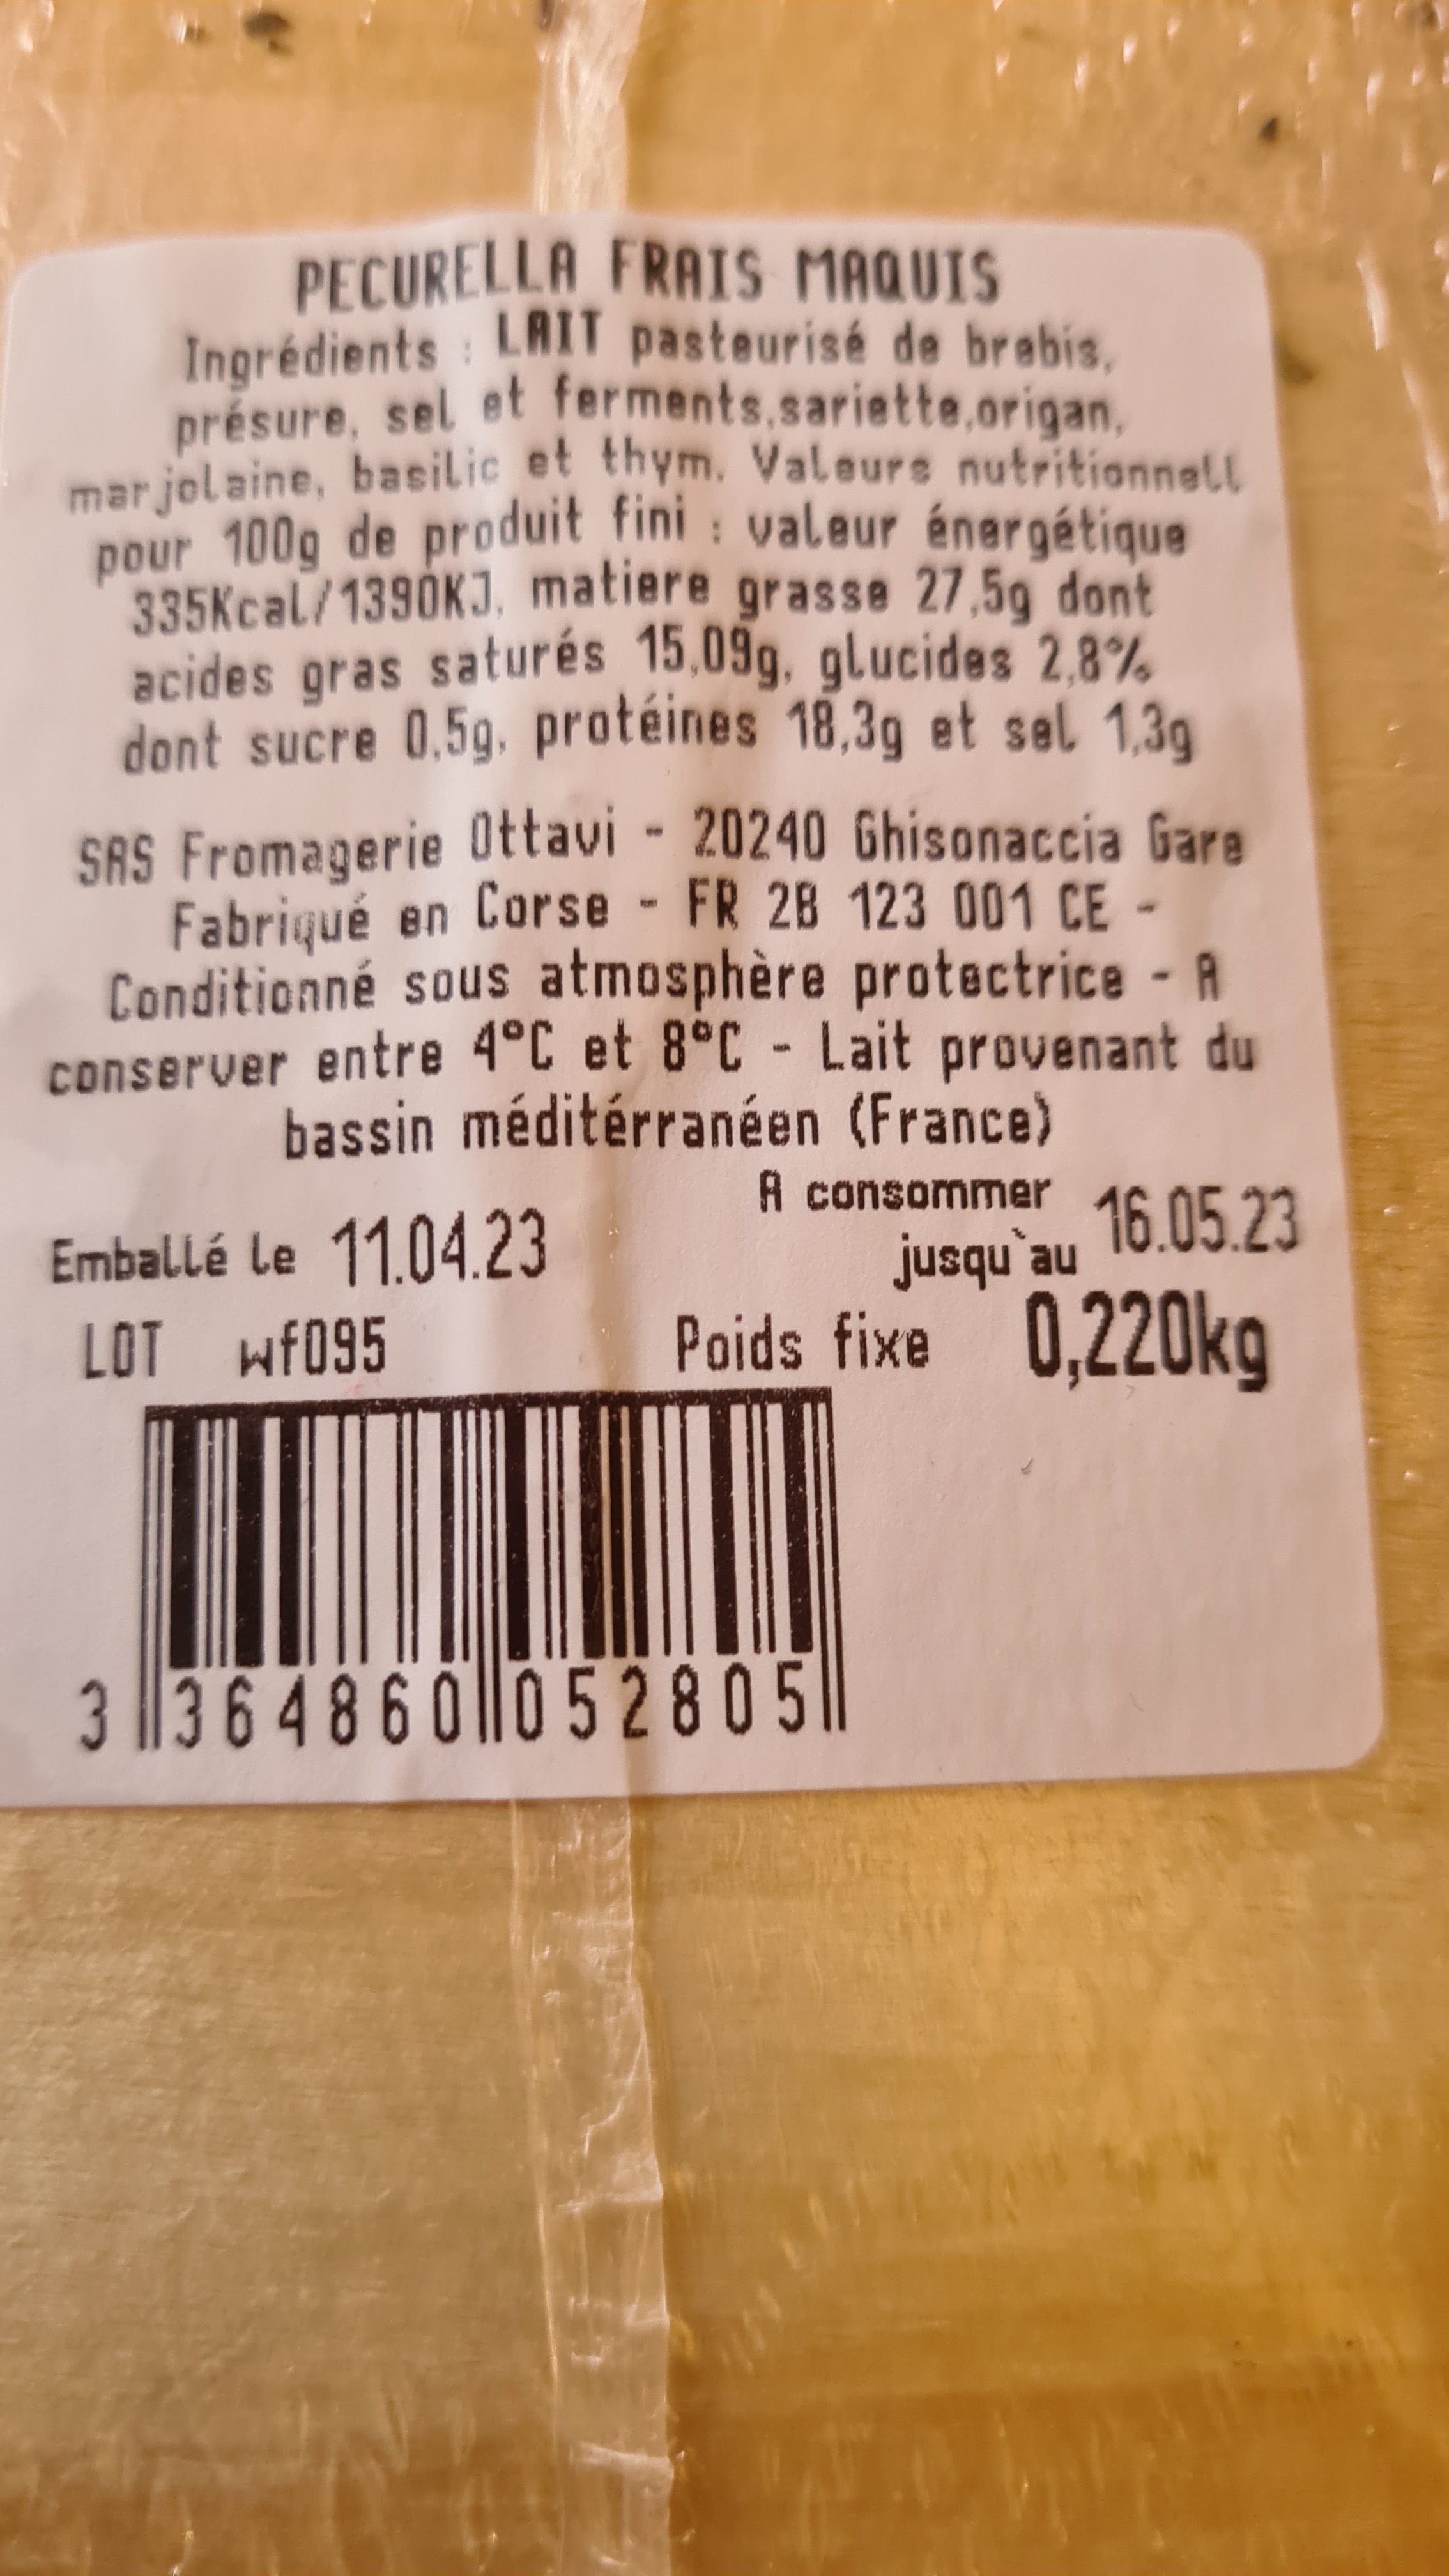 PECURELLA FRAIS MAQUIS
Ingrédients : LAIT pasteurisé de brebis,
présure, sel et ferments,sariette,origan,
marjolaine, basilic et thym. Valeurs nutritionnell
pour 100g de produit fini : valeur énergétique
335Kcal/1390KJ, matiere grasse 27,5g dont
acides gras saturés 15,09g, glucides 2,8%
dont sucre 0,5g, protéines 18,3g et sel 1,3g
SAS Fromagerie Ottavi - 20240 Ghisonaccia Gare
Fabriqué en Corse - FR 2B 123 001 CE -
Conditionné sous atmosphère protectrice - A
conserver entre 4°C et 8°C - Lait provenant du
bassin méditérranéen (France)
Emballé le 11.04.23
A consommer
jusqu`au 16.05.23
LOT wf095
Poids fixe 0,220kg
3 364860 052805